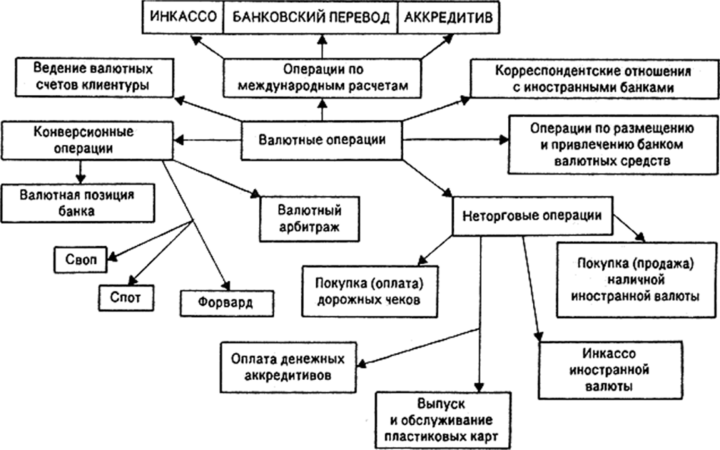 ИНКАССО БАНКОВСКИЙ ПЕРЕВОД АККРЕДИТИВ
Ведение валютных
счетов клиентуры
Операции по
международным расчетам
Корреспондентские отношения
с иностранными банками
Конверсионные
операции
Валютные операции
Операции по размещению
и привлечению банком
валютных средств
Валютная позиция
банка
Валютный
арбитраж
Неторговые операции
Своп
Спот
Форвард
Покупка (оплата)
дорожных чеков
Покупка (продажа)
наличной
иностранной валюты
Оплата денежных
аккредитивов
Выпуск
и обслуживание
пластиковых карт
Инкассо
иностранной
валюты